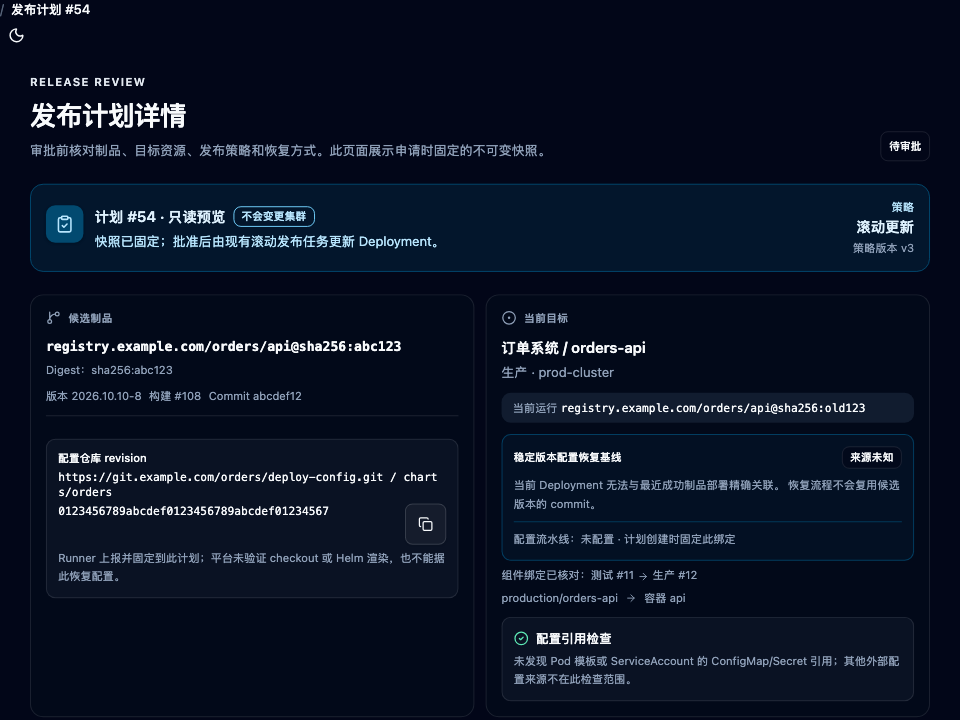 / 发布计划 #54
RELEASE REVIEW
发布计划详情
审批前核对制品、目标资源、发布策略和恢复方式。此页面展示申请时固定的不可变快照。
待审批
计划 #54 · 只读预览 不会变更集群
快照已固定；批准后由现有滚动发布任务更新 Deployment。
策略
滚动更新
策略版本 v3
候选制品
registry.example.com/orders/api@sha256:abc123
Digest：sha256:abc123
版本 2026.10.10-8 构建 #108 Commit abcdef12
配置仓库 revision
https://git.example.com/orders/deploy-config.git / chart
s/orders
0123456789abcdef0123456789abcdef01234567
Runner 上报并固定到此计划；平台未验证 checkout 或 Helm 渲染，也不能据
此恢复配置。
当前目标
订单系统 / orders-api
生产 · prod-cluster
当前运行 registry.example.com/orders/api@sha256:old123
稳定版本配置恢复基线 来源未知
当前 Deployment 无法与最近成功制品部署精确关联。 恢复流程不会复用候选
版本的 commit。
配置流水线：未配置 · 计划创建时固定此绑定
组件绑定已核对：测试 #11 → 生产 #12
production/orders-api → 容器 api
配置引用检查
未发现 Pod 模板或 ServiceAccount 的 ConfigMap/Secret 引用；其他外部配
置来源不在此检查范围。